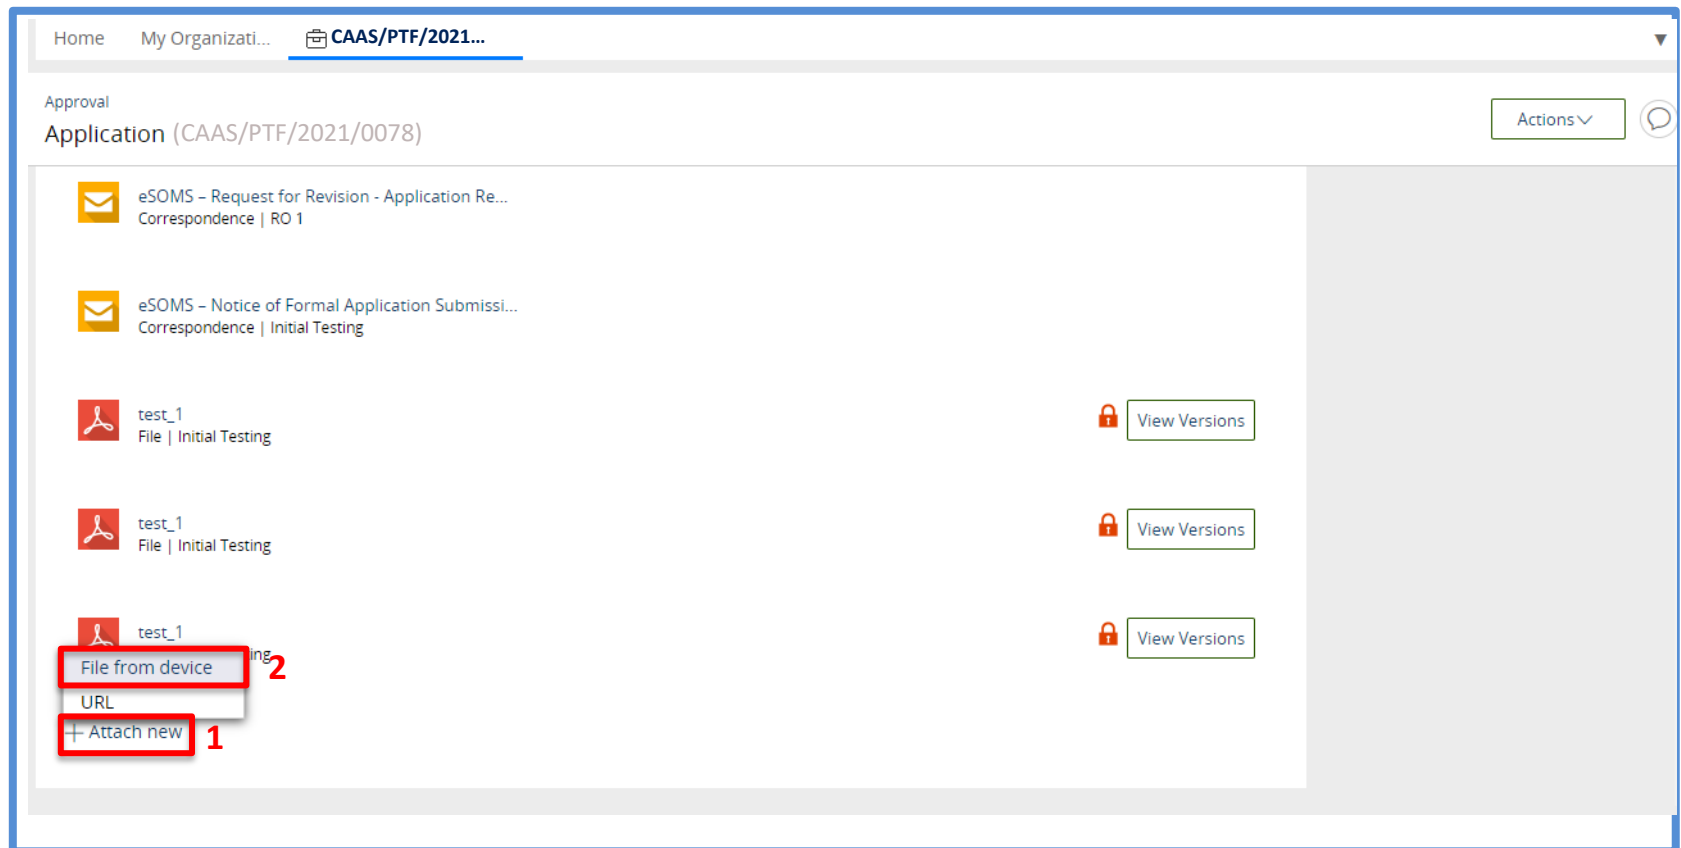 Home My Organizati... CAAS/PTF/2021...
Approval
Application (CAAS/PTF/2021/0078)
Actions
eSOMS – Request for Revision - Application Re...
Correspondence | RO 1
eSOMS – Notice of Formal Application Submissi...
Correspondence | Initial Testing
test_1
File | Initial Testing
View Versions
test_1
File | Initial Testing
View Versions
test_1
ing
View Versions
File from device 2
URL
+ Attach new 1